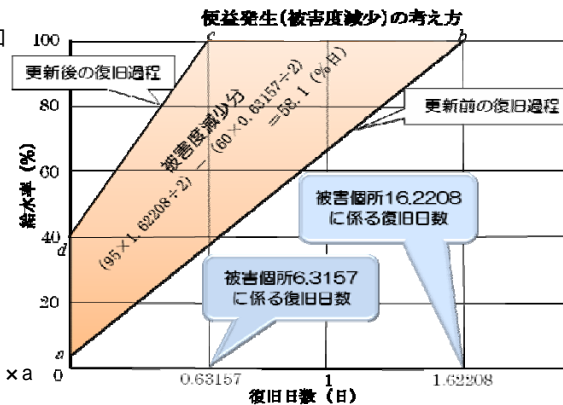 便益発生(被害度減少)の考え方
c
b
100
更新後の復旧過程
80
更新前の復旧過程
被害度減少分
(95×1.62208÷2) − (60×0.63157÷2)
=58.1 (%日)
給水率 (%)
60
被害個所16.2208
に係る復旧日数
40
d
被害個所6.3157
に係る復旧日数
20
a
×a
0
0.63157
1
1.62208
復旧日数 (日)